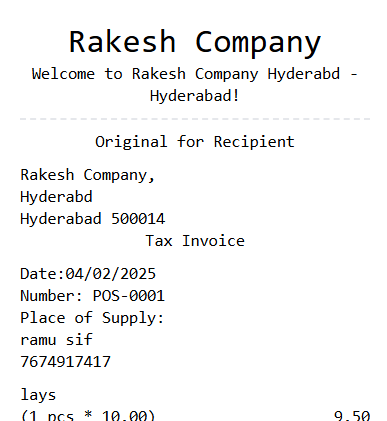 Rakesh Company
Welcome to Rakesh Company Hyderabd -
Hyderabad!
Original for Recipient
Rakesh Company,
Hyderabd
Hyderabad 500014
Tax Invoice
Date:04/02/2025
Number: POS-0001
Place of Supply:
ramu sif
7674917417
lays
(1 pcs * 10.00) 9.50